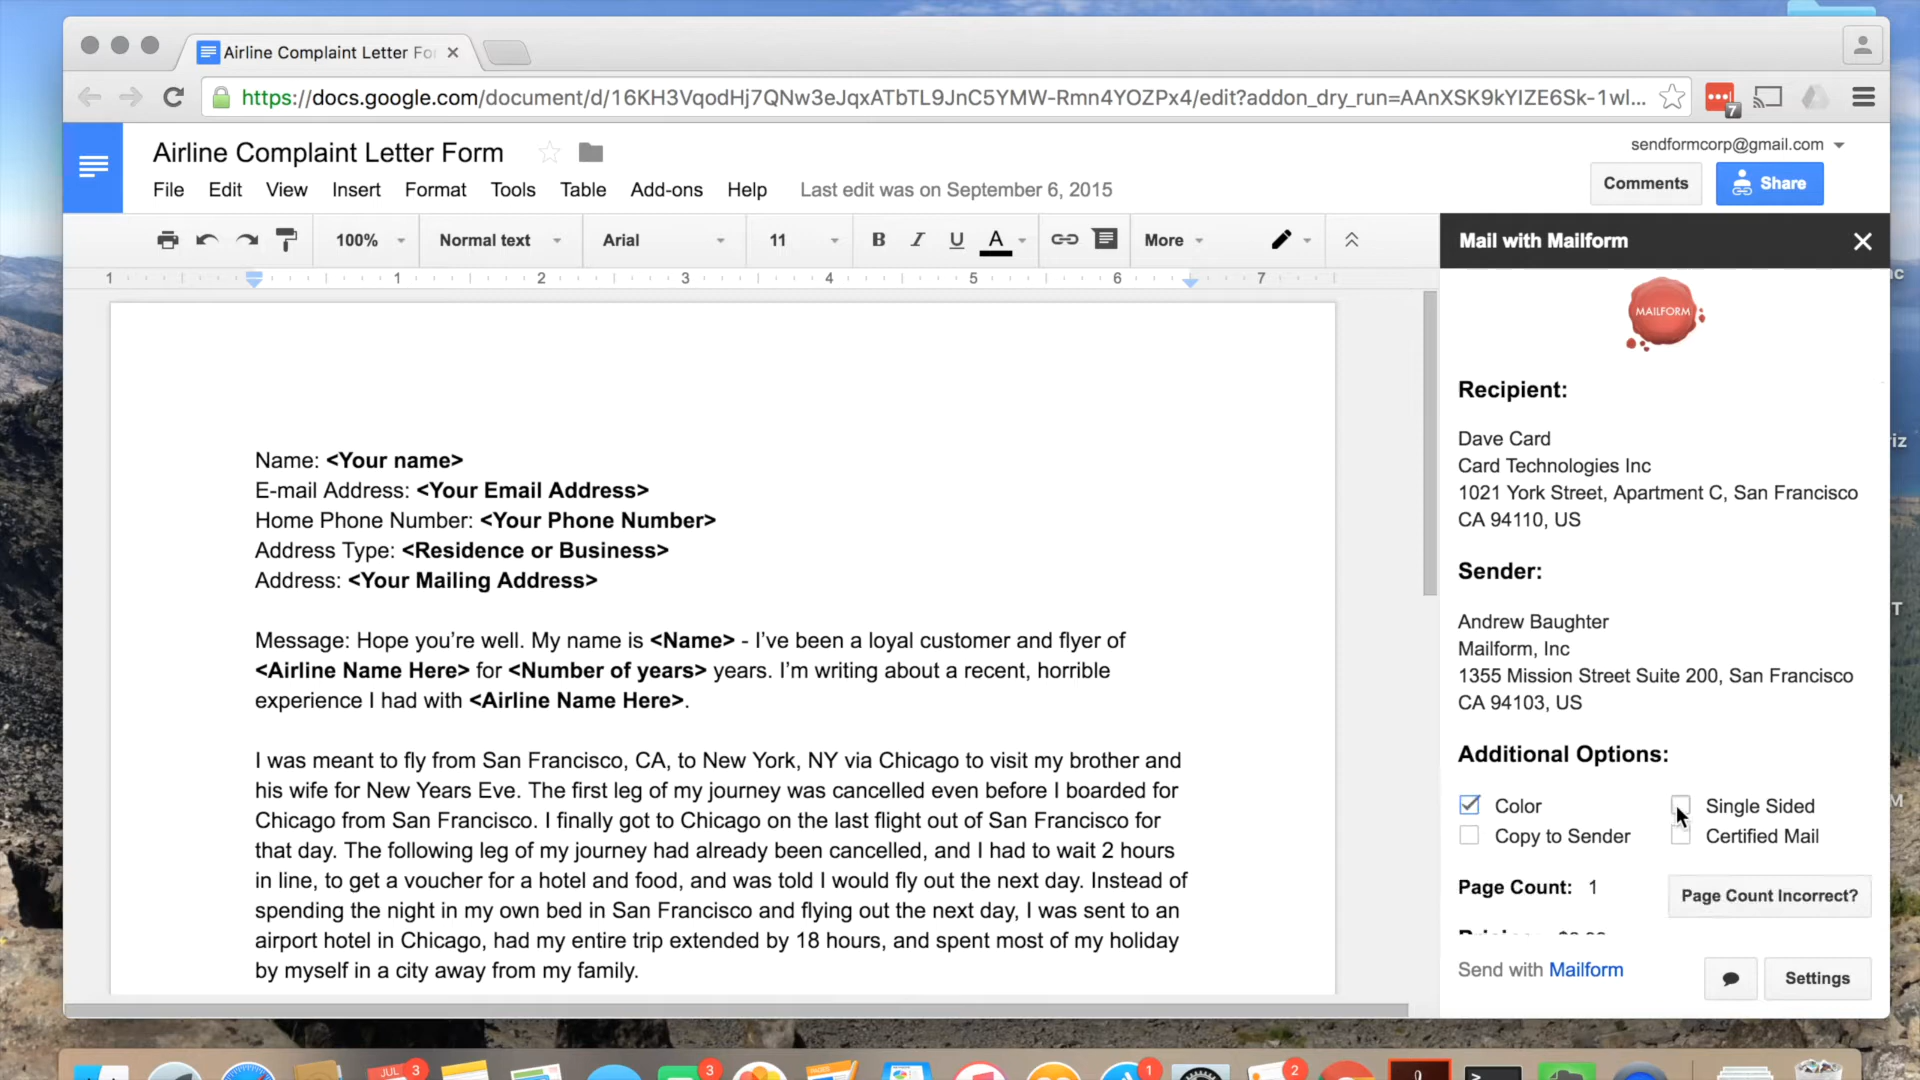 Airline Complaint Letter Fo
https://docs.google.com/document/d/16KH3VqodHj7QNw3eJqxATbTL9JnC5YMW-Rmn4YOZPx4/edit?addon_dry_run=AAnXSK9kYIZE6Sk-1wl...
7
Airline Complaint Letter Form
sendformcorp@gmail.com
File Edit View Insert Format Tools Table Add-ons Help Last edit was on September 6, 2015
Comments
Share
100% Normal text Arial 11 B I U A More
1 1 2 3 4 5 6 7
Name: <Your name>
E-mail Address: <Your Email Address>
Home Phone Number: <Your Phone Number>
Address Type: <Residence or Business>
Address: <Your Mailing Address>
Message: Hope you’re well. My name is <Name> - I’ve been a loyal customer and flyer of
<Airline Name Here> for <Number of years> years. I’m writing about a recent, horrible
experience I had with <Airline Name Here>.
I was meant to fly from San Francisco, CA, to New York, NY via Chicago to visit my brother and
his wife for New Years Eve. The first leg of my journey was cancelled even before I boarded for
Chicago from San Francisco. I finally got to Chicago on the last flight out of San Francisco for
that day. The following leg of my journey had already been cancelled, and I had to wait 2 hours
in line, to get a voucher for a hotel and food, and was told I would fly out the next day. Instead of
spending the night in my own bed in San Francisco and flying out the next day, I was sent to an
airport hotel in Chicago, had my entire trip extended by 18 hours, and spent most of my holiday
by myself in a city away from my family.
Mail with Mailform
MAILFORM
Recipient:
Dave Card
Card Technologies Inc
1021 York Street, Apartment C, San Francisco
CA 94110, US
Sender:
Andrew Baughter
Mailform, Inc
1355 Mission Street Suite 200, San Francisco
CA 94103, US
Additional Options:
Color Single Sided
Copy to Sender Certified Mail
Page Count: 1 Page Count Incorrect?
Send with Mailform
Settings
JUL 3
3
1
2